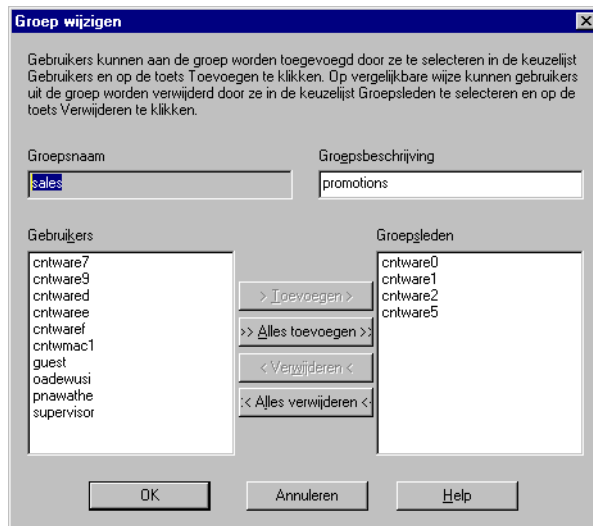 Groep wijzigen
Gebruikers kunnen aan de groep worden toegevoegd door ze te selecteren in de keuzelijst
Gebruikers en op de toets Toevoegen te klikken. Op vergelijkbare wijze kunnen gebruikers
uit de groep worden verwijderd door ze in de keuzelijst Groepsleden te selecteren en op de
toets Verwijderen te klikken.
Groepsnaam
Groepsbeschrijving
sales
promotions
Gebruikers
Groepsleden
cntware7
cntware9
cntwared
cntwaree
cntwaref
cntwmac1
guest
oadewusi
pnawathe
supervisor
> Toevoegen >
>> Alles toevoegen >>
< Verwijderen <
:< Alles verwijderen <
cntware0
cntware1
cntware2
cntware5
OK
Annuleren
Help